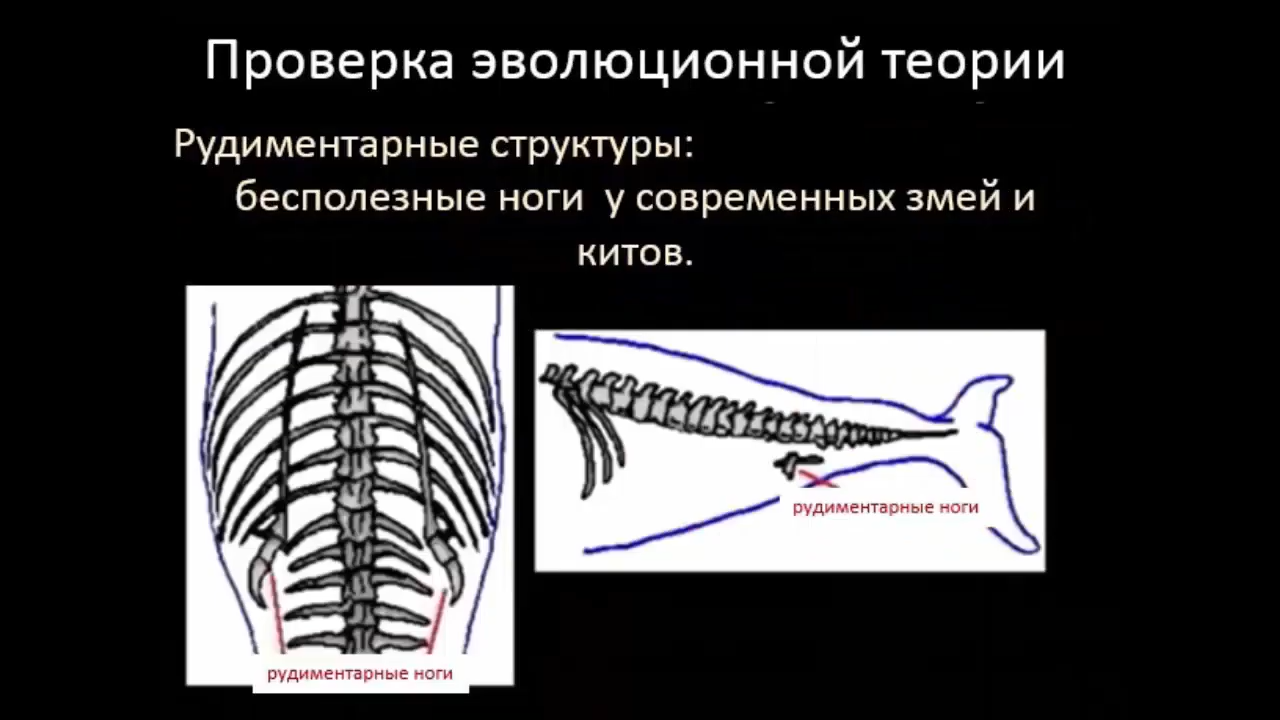 Проверка эволюционной теории
Рудиментарные структуры:
бесполезные ноги у современных змей и
китов.
рудиментарные ноги
рудиментарные ноги